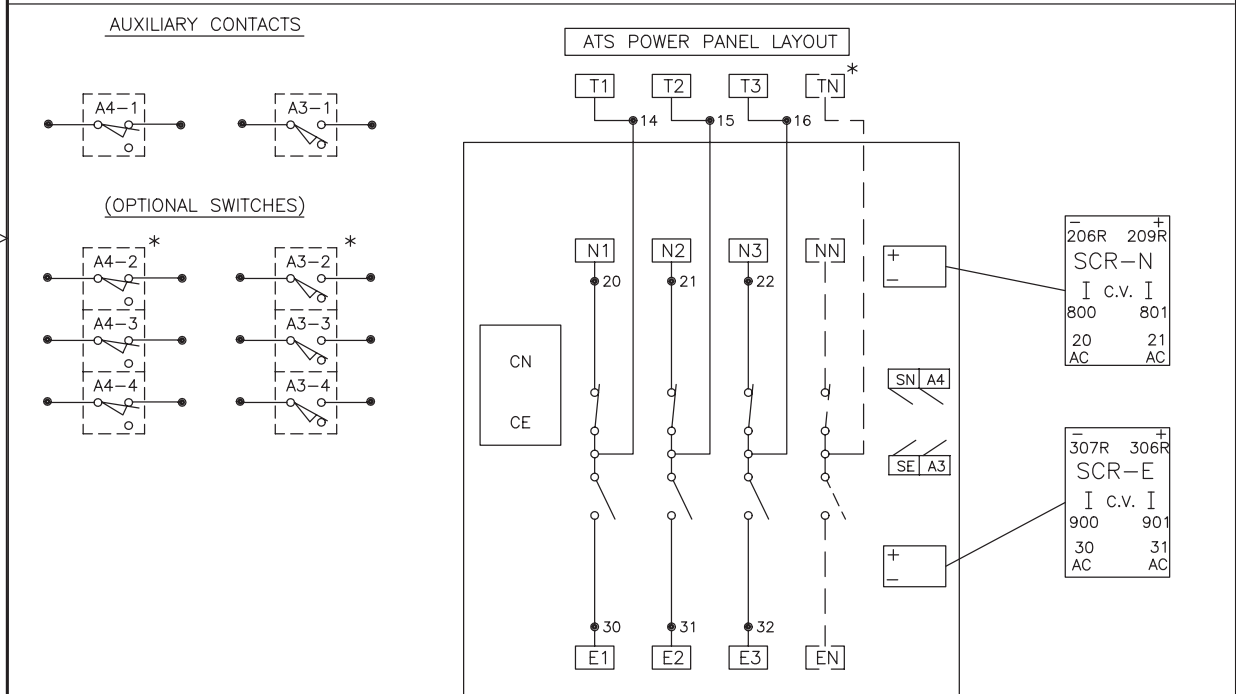 AUXILIARY CONTACTS
A4-1 A3-1
(OPTIONAL SWITCHES)
* *
A4-2 A3-2
A4-3 A3-3
A4-4 A3-4
ATS POWER PANEL LAYOUT
T1 T2 T3 TN *
14 15 16
N1 N2 N3 NN
20 21 22
CN
CE
30 31 32
E1 E2 E3 EN
+
-
SN A4
SE A3
+
-
- +
206R 209R
SCR-N
I C.V. I
800 801
20 21
AC AC
- +
307R 306R
SCR-E
I C.V. I
900 901
30 31
AC AC